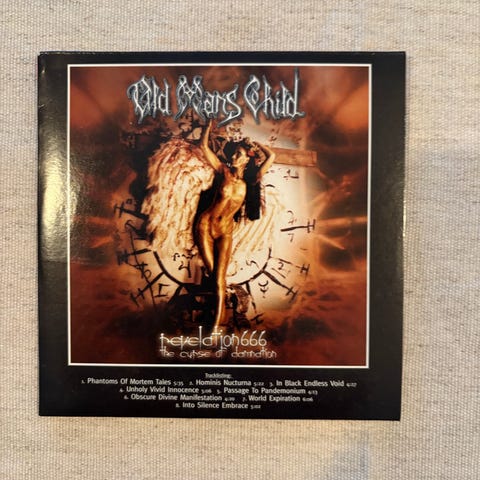 Old Mans Child
revelation 666
the curse of damnation
Tracklisting:
1. Phantoms Of Mortem Tales 5:35 2. Hominis Nucturna 5:22 3. In Black Endless Void 4:27
4. Unholy Vivid Innocence 5:06 5. Passage To Pandemonium 4:13
6. Obscure Divine Manifestation 4:20 7. World Expiration 6:06
8. Into Silence Embrace 5:02